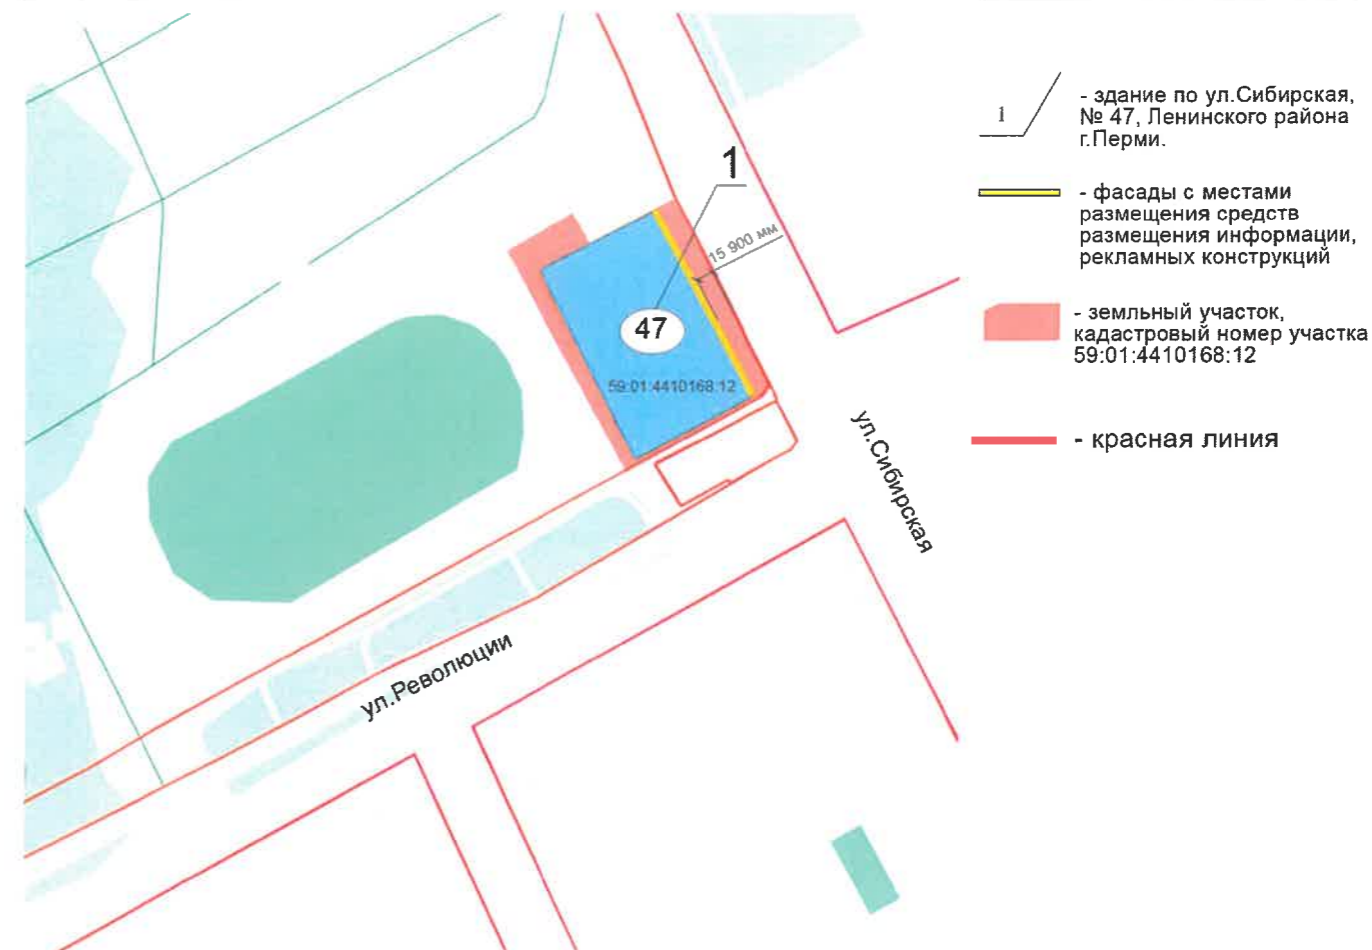 1
15 900 мм
47
59:01:4410168:12
ул.Сибирская
ул.Революции
1
- здание по ул.Сибирская,
№ 47, Ленинского района
г.Перми.
- фасады с местами
размещения средств
размещения информации,
рекламных конструкций
- земльный участок,
кадастровый номер участка
59:01:4410168:12
- красная линия